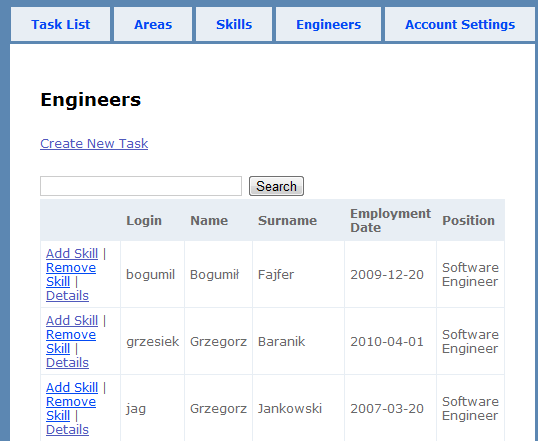 Task List Areas Skills Engineers Account Settings
Engineers
Create New Task
Search
Login Name Surname Employment Date Position
Add Skill | Remove Skill | Details bogumil Bogumił Fajfer 2009-12-20 Software Engineer
Add Skill | Remove Skill | Details grzesiek Grzegorz Baranik 2010-04-01 Software Engineer
Add Skill | Remove Skill | Details jag Grzegorz Jankowski 2007-03-20 Software Engineer